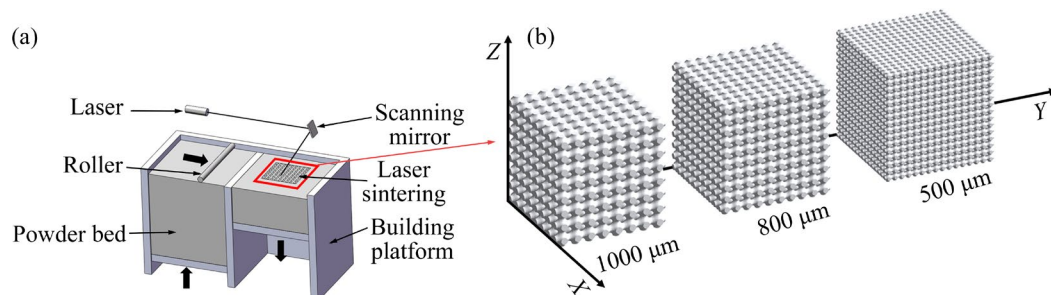 (a)
Laser
Scanning
mirror
Roller
Laser
sintering
Powder bed
Building
platform
(b)
Z
Y
X
1000 μm
800 μm
500 μm